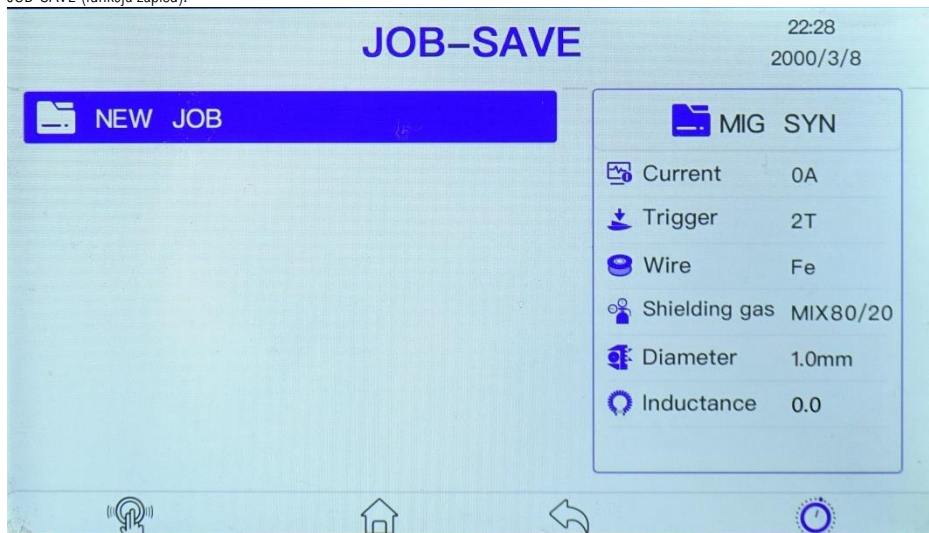 JOB-SAVE (funkcja zapisu).
JOB–SAVE
22:28
2000/3/8
NEW JOB
MIG SYN
Current 0A
Trigger 2T
Wire Fe
Shielding gas MIX80/20
Diameter 1.0mm
Inductance 0.0